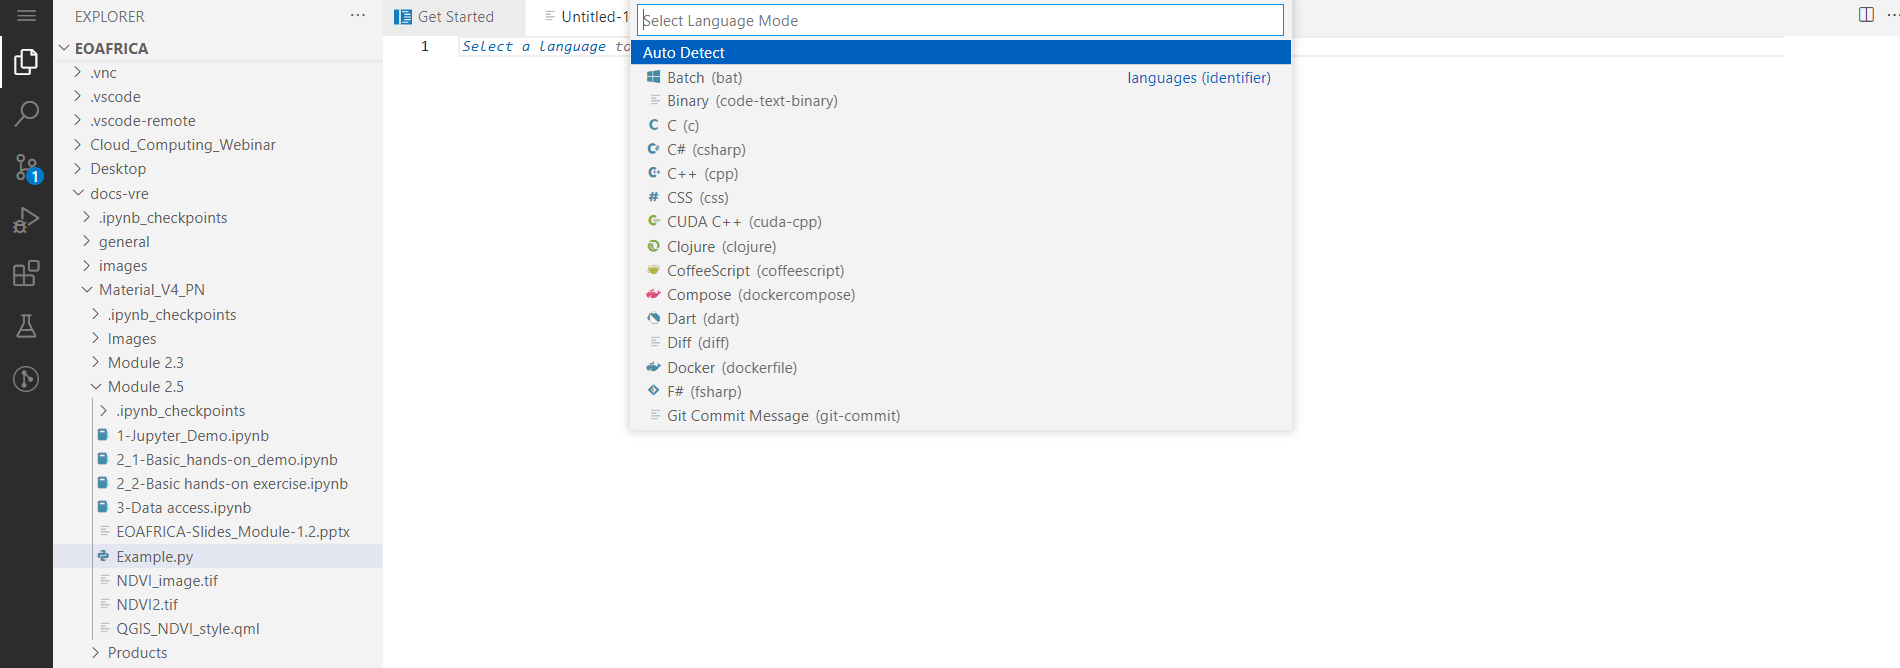 EXPLORER
EOAFRICA
.vnc
.vscode
.vscode-remote
Cloud_Computing_Webinar
Desktop
docs-vre
.ipynb_checkpoints
general
images
Material_V4_PN
.ipynb_checkpoints
Images
Module 2.3
Module 2.5
.ipynb_checkpoints
1-Jupyter_Demo.ipynb
2_1-Basic_hands-on_demo.ipynb
2_2-Basic hands-on exercise.ipynb
3-Data access.ipynb
EOAFRICA-Slides_Module-1.2.pptx
Example.py
NDVI_image.tif
NDVI2.tif
QGIS_NDVI_style.qml
Products
1
Get Started
Untitled-1
1
Select a language to
Select Language Mode
Auto Detect
Batch (bat) languages (identifier)
Binary (code-text-binary)
C (c)
C# (csharp)
C++ (cpp)
CSS (css)
CUDA C++ (cuda-cpp)
Clojure (clojure)
CoffeeScript (coffeescript)
Compose (dockercompose)
Dart (dart)
Diff (diff)
Docker (dockerfile)
F# (fsharp)
Git Commit Message (git-commit)